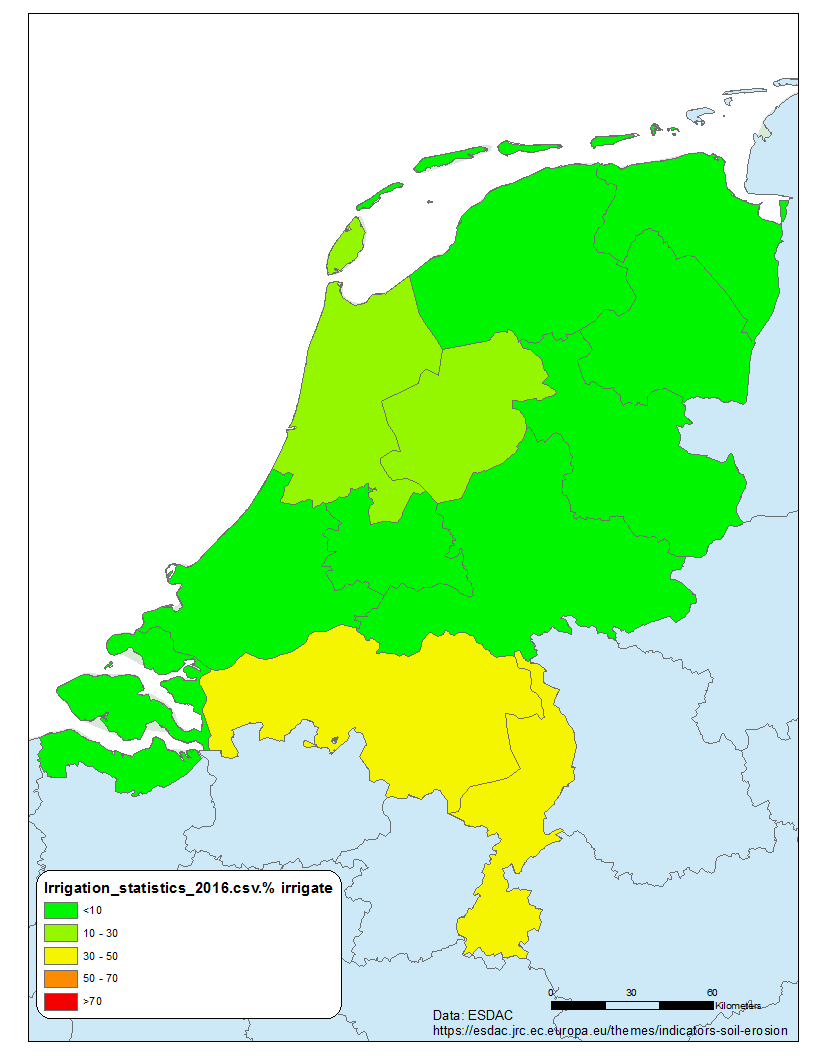 Irrigation_statistics_2016.csv.% irrigate
<10
10 - 30
30 - 50
50 - 70
>70
0 30 60
Kilometers
Data: ESDAC
https://esdac.jrc.ec.europa.eu/themes/indicators-soil-erosion